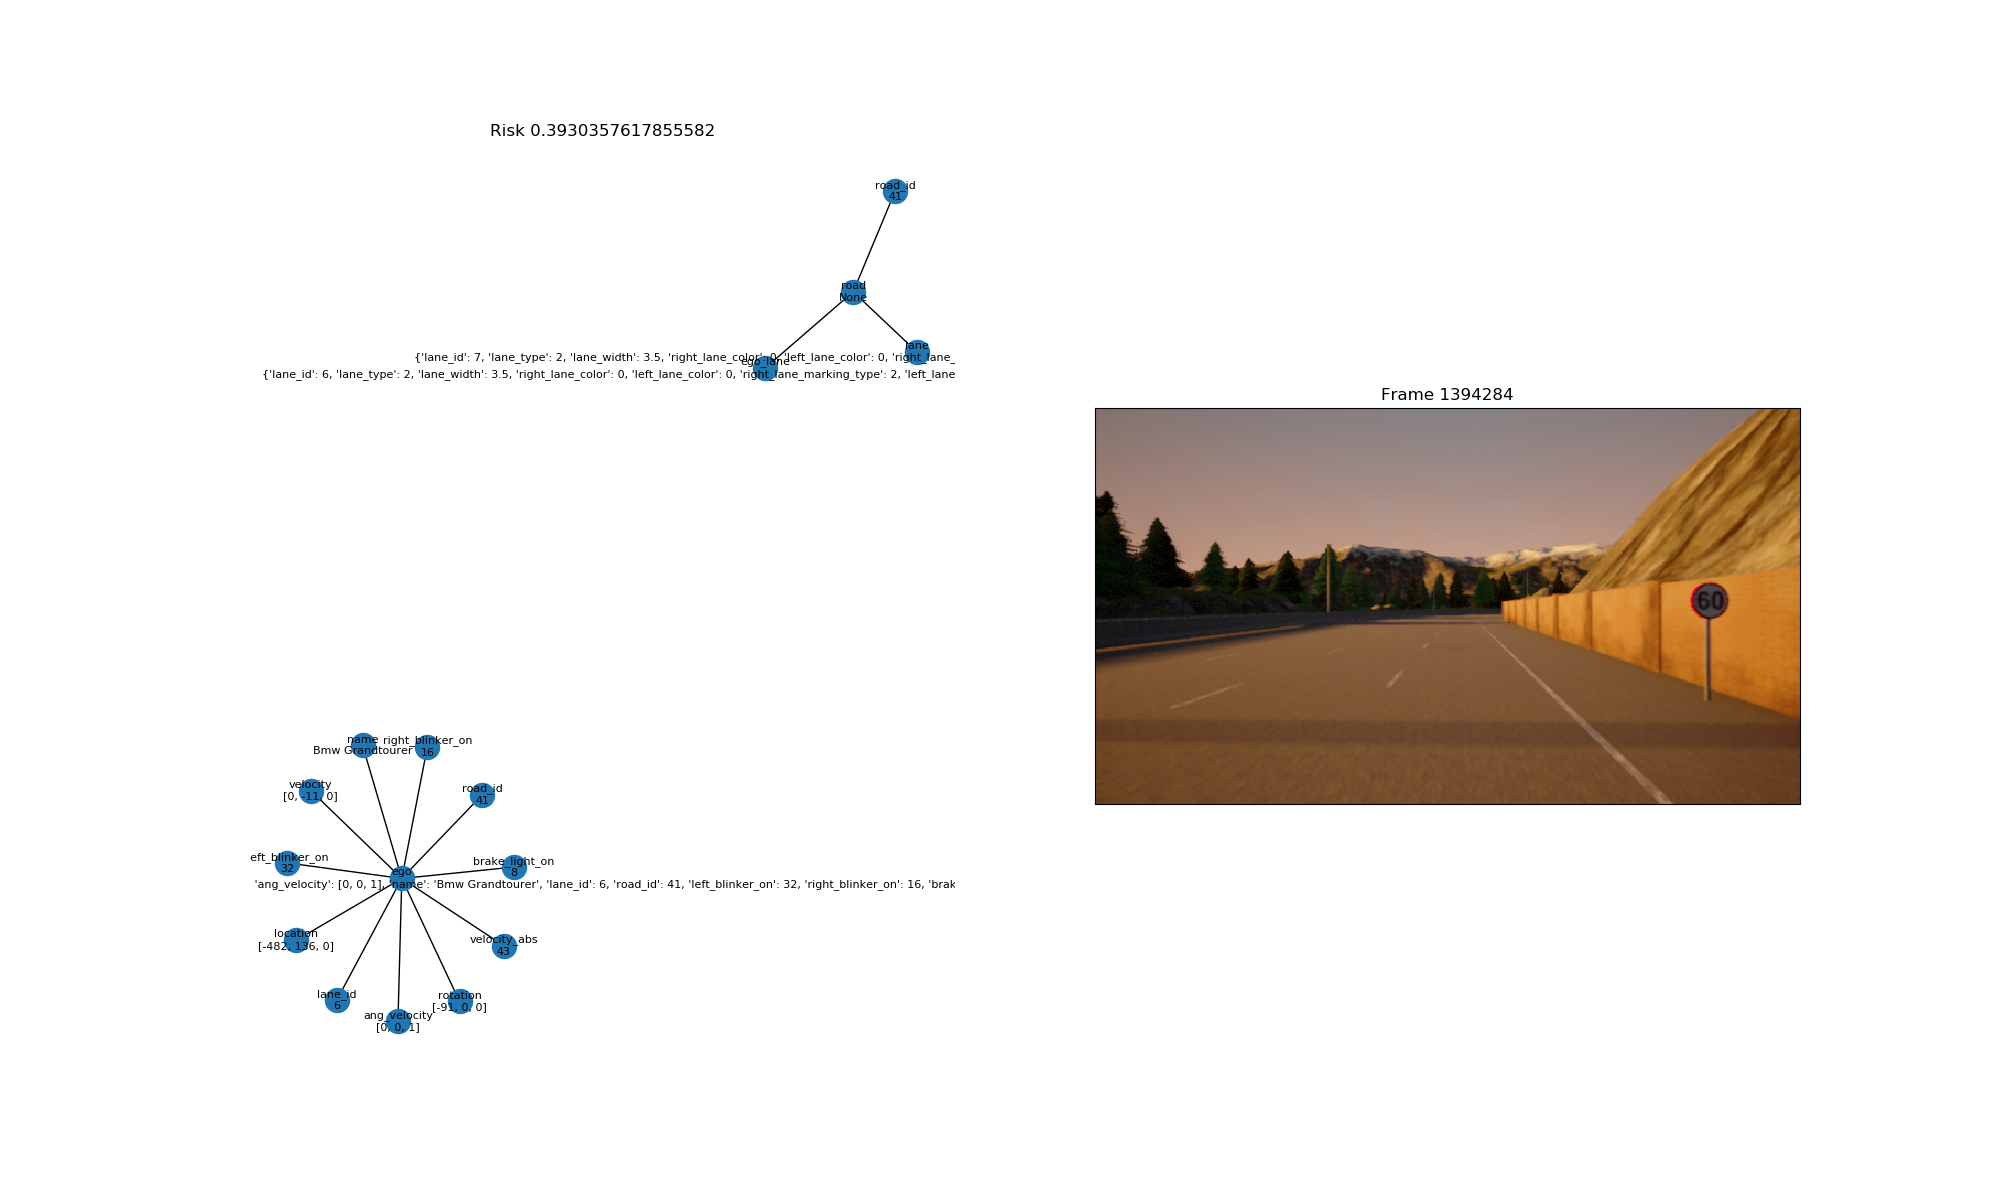 Risk 0.3930357617855582
road_id
41
road
None
lane
{'lane_id': 7, 'lane_type': 2, 'lane_width': 3.5, 'right_lane_color': 0, 'left_lane_color': 0, 'right_lane_
ego_lane
{'lane_id': 6, 'lane_type': 2, 'lane_width': 3.5, 'right_lane_color': 0, 'left_lane_color': 0, 'right_lane_marking_type': 2, 'left_lane
Frame 1394284
60
name
Bmw Grandtourer
right_blinker_on
16
velocity
[0, -11, 0]
road_id
41
eft_blinker_on
32
brake_light_on
8
ego
'ang_velocity': [0, 0, 1], 'name': 'Bmw Grandtourer', 'lane_id': 6, 'road_id': 41, 'left_blinker_on': 32, 'right_blinker_on': 16, 'brak
location
[-482, 136, 0]
velocity_abs
43
lane_id
6
rotation
[-91, 0, 0]
ang_velocity
[0, 0, 1]